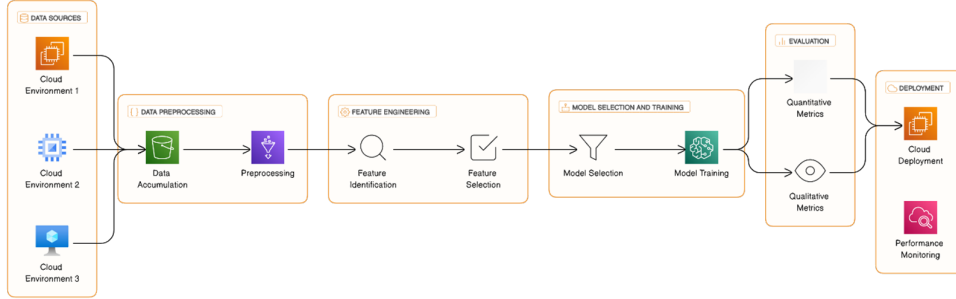 DATA SOURCES
Cloud
Environment 1
Cloud
Environment 2
Cloud
Environment 3
DATA PREPROCESSING
Data
Accumulation
Preprocessing
FEATURE ENGINEERING
Feature
Identification
Feature
Selection
MODEL SELECTION AND TRAINING
Model Selection
Model Training
EVALUATION
Quantitative
Metrics
Qualitative
Metrics
DEPLOYMENT
Cloud
Deployment
Performance
Monitoring